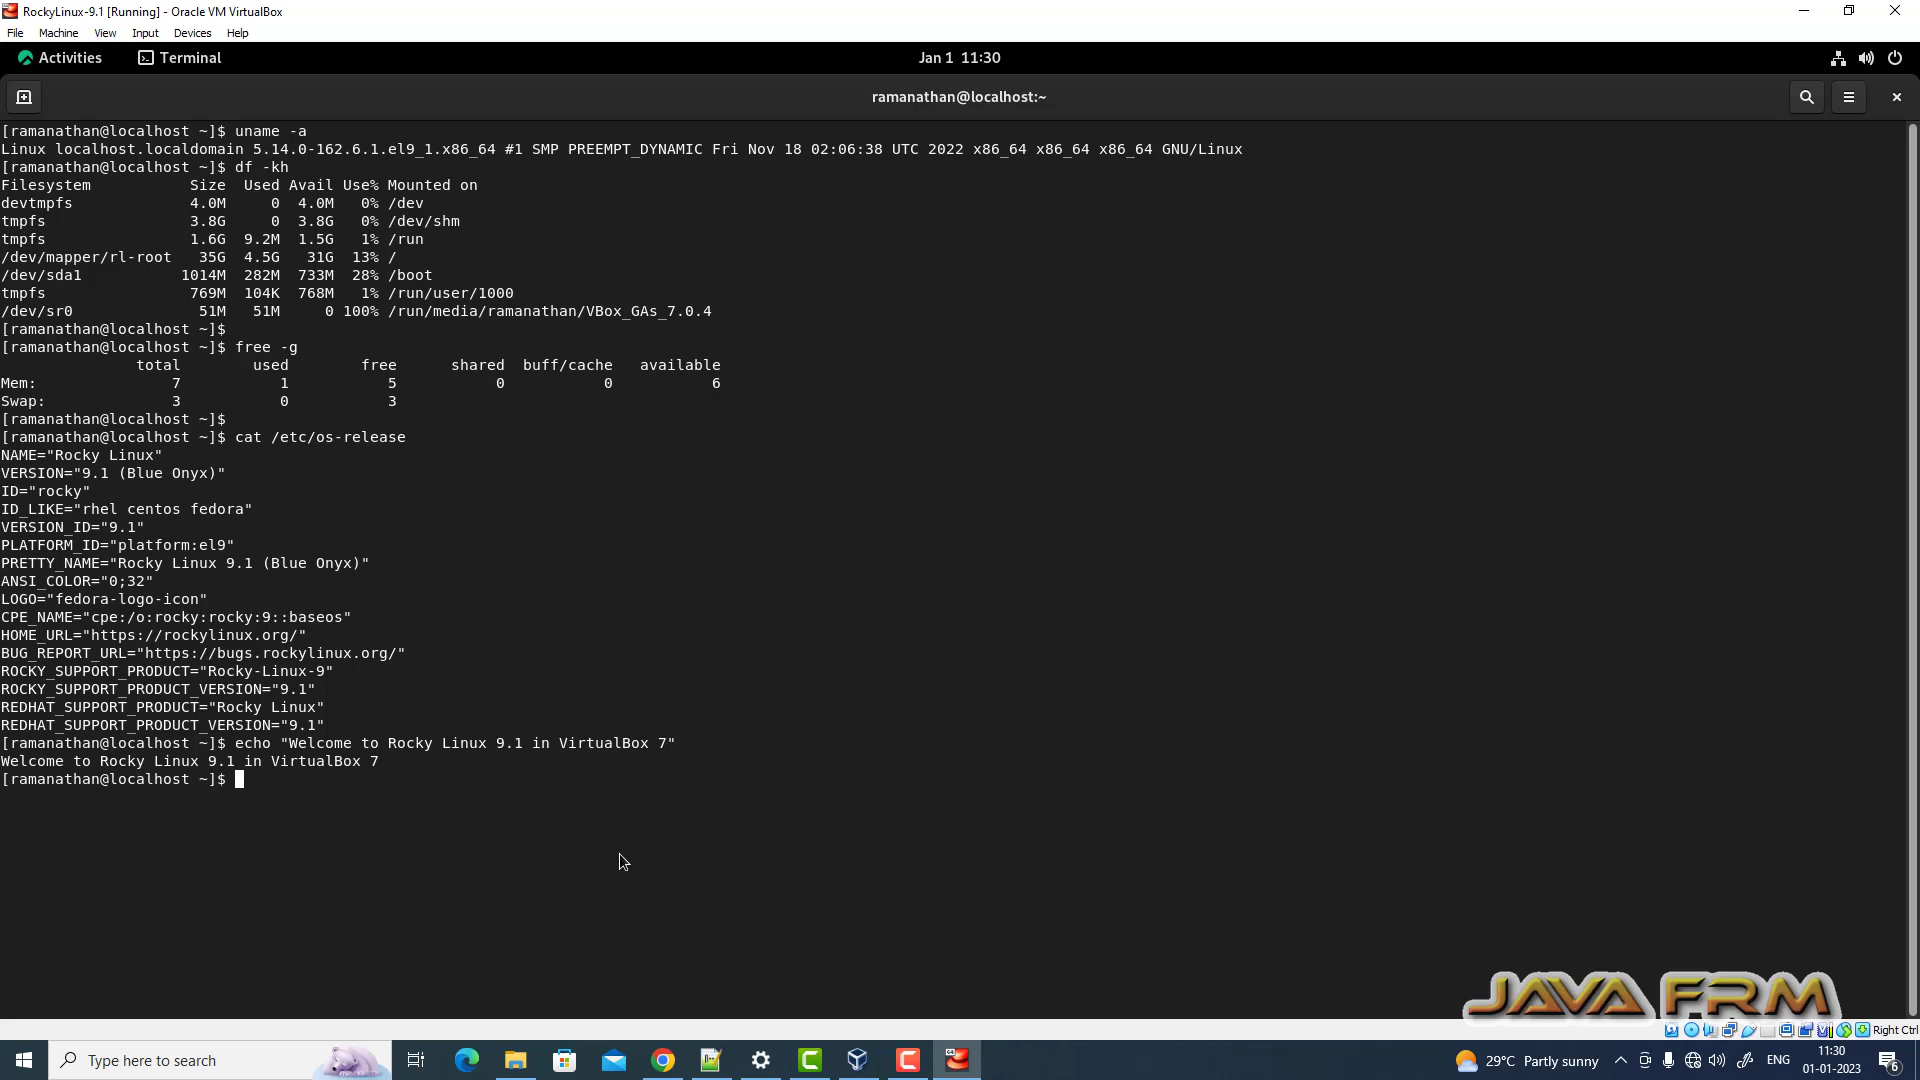 RockyLinux-9.1 [Running] - Oracle VM VirtualBox
File Machine View Input Devices Help
Activities Terminal Jan 1 11:30
ramanathan@localhost:~
[ramanathan@localhost ~]$ uname -a
Linux localhost.localdomain 5.14.0-162.6.1.el9_1.x86_64 #1 SMP PREEMPT_DYNAMIC Fri Nov 18 02:06:38 UTC 2022 x86_64 x86_64 x86_64 GNU/Linux
[ramanathan@localhost ~]$ df -kh
Filesystem Size Used Avail Use% Mounted on
devtmpfs 4.0M 0 4.0M 0% /dev
tmpfs 3.8G 0 3.8G 0% /dev/shm
tmpfs 1.6G 9.2M 1.5G 1% /run
/dev/mapper/rl-root 35G 4.5G 31G 13% /
/dev/sda1 1014M 282M 733M 28% /boot
tmpfs 769M 104K 768M 1% /run/user/1000
/dev/sr0 51M 51M 0 100% /run/media/ramanathan/VBox_GAs_7.0.4
[ramanathan@localhost ~]$
[ramanathan@localhost ~]$ free -g
total used free shared buff/cache available
Mem: 7 1 5 0 0 6
Swap: 3 0 3
[ramanathan@localhost ~]$
[ramanathan@localhost ~]$ cat /etc/os-release
NAME="Rocky Linux"
VERSION="9.1 (Blue Onyx)"
ID="rocky"
ID_LIKE="rhel centos fedora"
VERSION_ID="9.1"
PLATFORM_ID="platform:el9"
PRETTY_NAME="Rocky Linux 9.1 (Blue Onyx)"
ANSI_COLOR="0;32"
LOGO="fedora-logo-icon"
CPE_NAME="cpe:/o:rocky:rocky:9::baseos"
HOME_URL="https://rockylinux.org/"
BUG_REPORT_URL="https://bugs.rockylinux.org/"
ROCKY_SUPPORT_PRODUCT="Rocky-Linux-9"
ROCKY_SUPPORT_PRODUCT_VERSION="9.1"
REDHAT_SUPPORT_PRODUCT="Rocky Linux"
REDHAT_SUPPORT_PRODUCT_VERSION="9.1"
[ramanathan@localhost ~]$ echo "Welcome to Rocky Linux 9.1 in VirtualBox 7"
Welcome to Rocky Linux 9.1 in VirtualBox 7
[ramanathan@localhost ~]$
JAVA FRM
Right Ctrl
Type here to search
29°C Partly sunny
ENG
11:30
01-01-2023
6